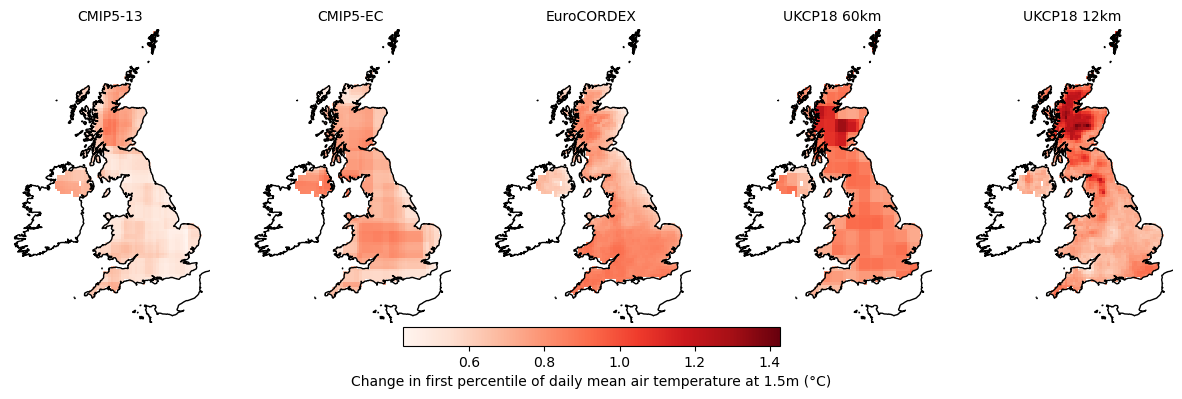 CMIP5-13
CMIP5-EC
EuroCORDEX
UKCP18 60km
UKCP18 12km
0.6
0.8
1.0
1.2
1.4
Change in first percentile of daily mean air temperature at 1.5m (°C)